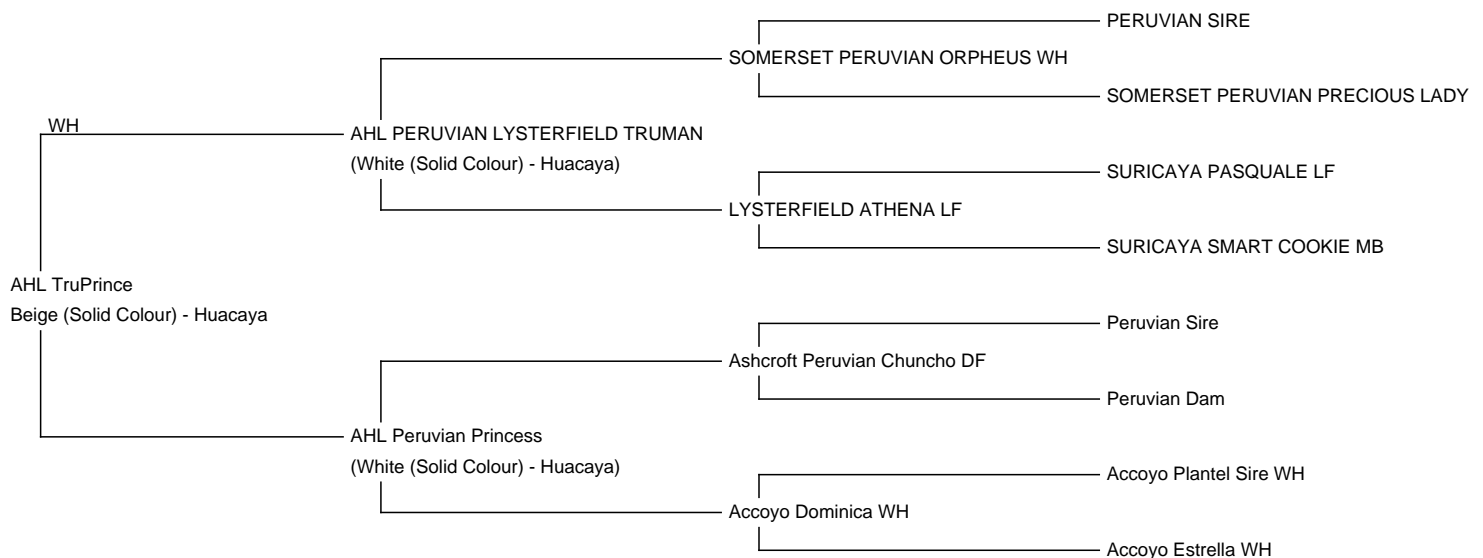 PERUVIAN SIRE
SOMERSET PERUVIAN ORPHEUS WH
SOMERSET PERUVIAN PRECIOUS LADY
WH
AHL PERUVIAN LYSTERFIELD TRUMAN
(White (Solid Colour) - Huacaya)
SURICAYA PASQUALE LF
LYSTERFIELD ATHENA LF
SURICAYA SMART COOKIE MB
AHL TruPrince
Beige (Solid Colour) - Huacaya
Peruvian Sire
Ashcroft Peruvian Chuncho DF
Peruvian Dam
AHL Peruvian Princess
(White (Solid Colour) - Huacaya)
Accoyo Plantel Sire WH
Accoyo Dominica WH
Accoyo Estrella WH